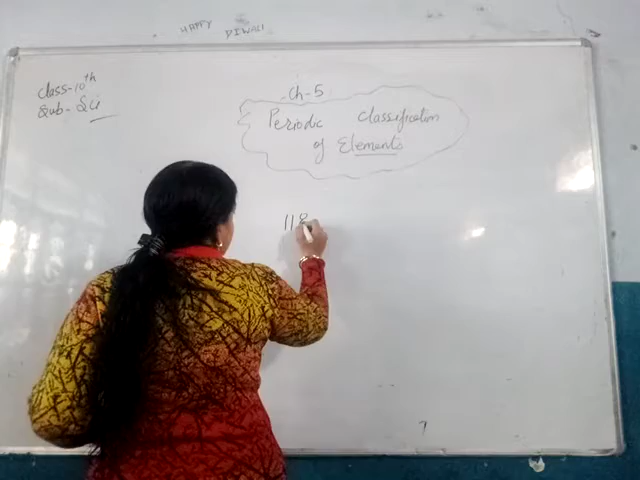 HAPPY
DIWALI
Class-10th
Sub- Sci
Ch-5
Periodic Classification
of Elements
118